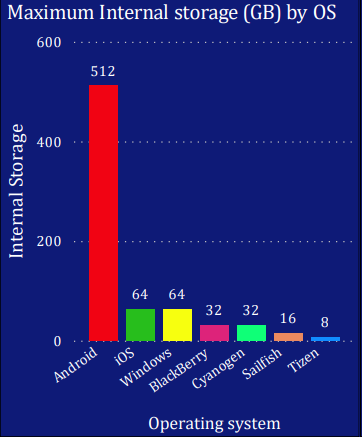 Maximum Internal storage (GB) by OS
600
512
400
Internal Storage
200
64
64
32
32
16
8
0
Android
iOS
Windows
BlackBerry
Cyanogen
Sailfish
Tizen
Operating system